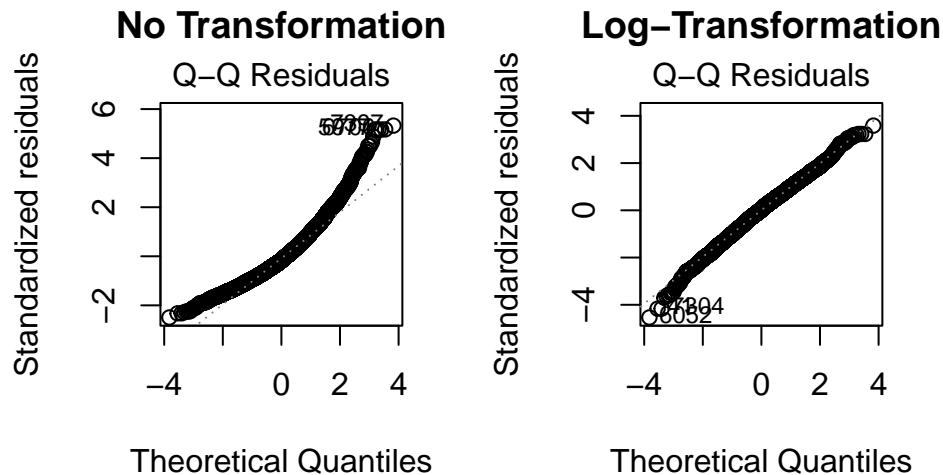 No Transformation
Q−Q Residuals
Standardized residuals
6
4
2
−2
−4 0 2 4
Theoretical Quantiles
Log−Transformation
Q−Q Residuals
Standardized residuals
4
2
0
−4
6052
−4 0 2 4
Theoretical Quantiles